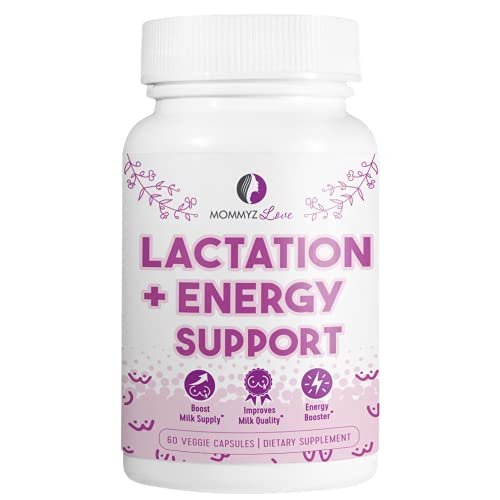 MOMMYZ Love
LACTATION
+ ENERGY
SUPPORT
Boost
Milk Supply*
Improves
Milk Quality*
Energy
Booster*
60 VEGGIE CAPSULES | DIETARY SUPPLEMENT